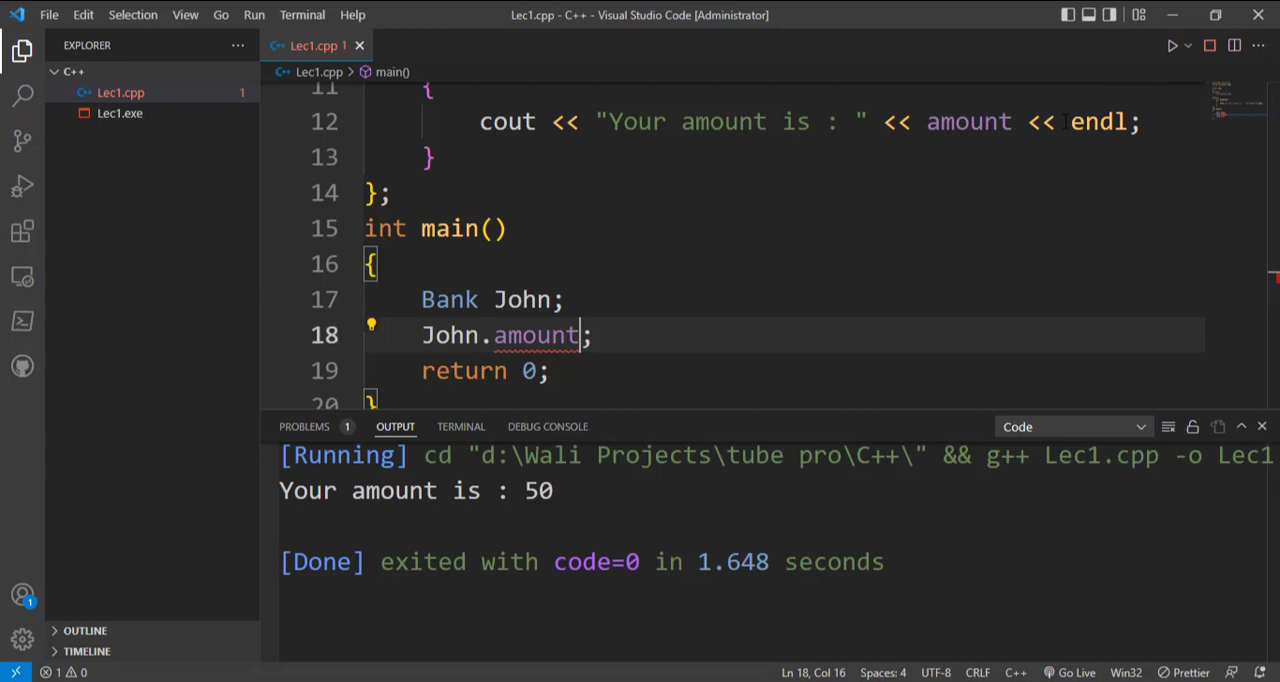 File Edit Selection View Go Run Terminal Help Lec1.cpp - C++ - Visual Studio Code [Administrator]
EXPLORER ··· Lec1.cpp 1
C++ Lec1.cpp > main()
Lec1.cpp 1
Lec1.exe
11 {
12 cout << "Your amount is : " << amount << endl;
13 }
14 };
15 int main()
16 {
17 Bank John;
18 John.amount;
19 return 0;
20 }
PROBLEMS 1 OUTPUT TERMINAL DEBUG CONSOLE Code
[Running] cd "d:\Wali Projects\tube pro\C++\" && g++ Lec1.cpp -o Lec1
Your amount is : 50
[Done] exited with code=0 in 1.648 seconds
1
OUTLINE
TIMELINE
1 0 Ln 18, Col 16 Spaces: 4 UTF-8 CRLF C++ Go Live Win32 Prettier